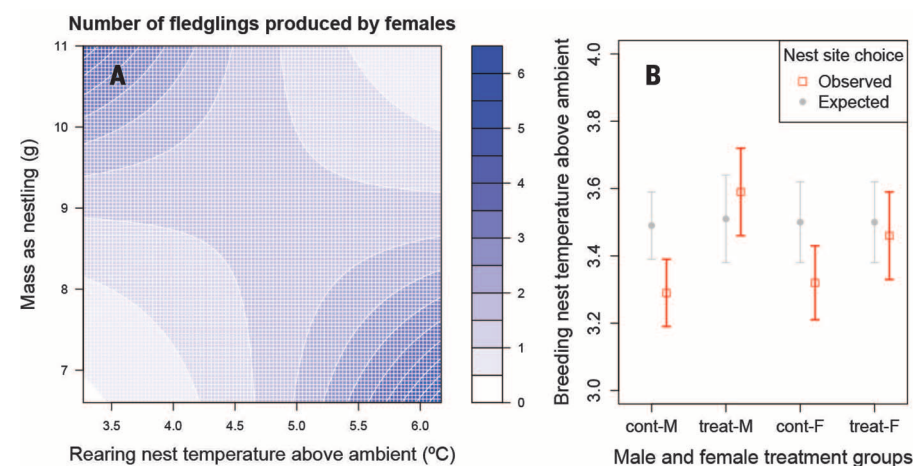 Number of fledglings produced by females
A
Mass as nestling (g)
11
10
9
8
7
3.5 4.0 4.5 5.0 5.5 6.0
Rearing nest temperature above ambient (ºC)
6
5
4
3
2
1
0
B
Nest site choice
Observed
Expected
Breeding nest temperature above ambient
4.0
3.8
3.6
3.4
3.2
3.0
cont-M treat-M cont-F treat-F
Male and female treatment groups